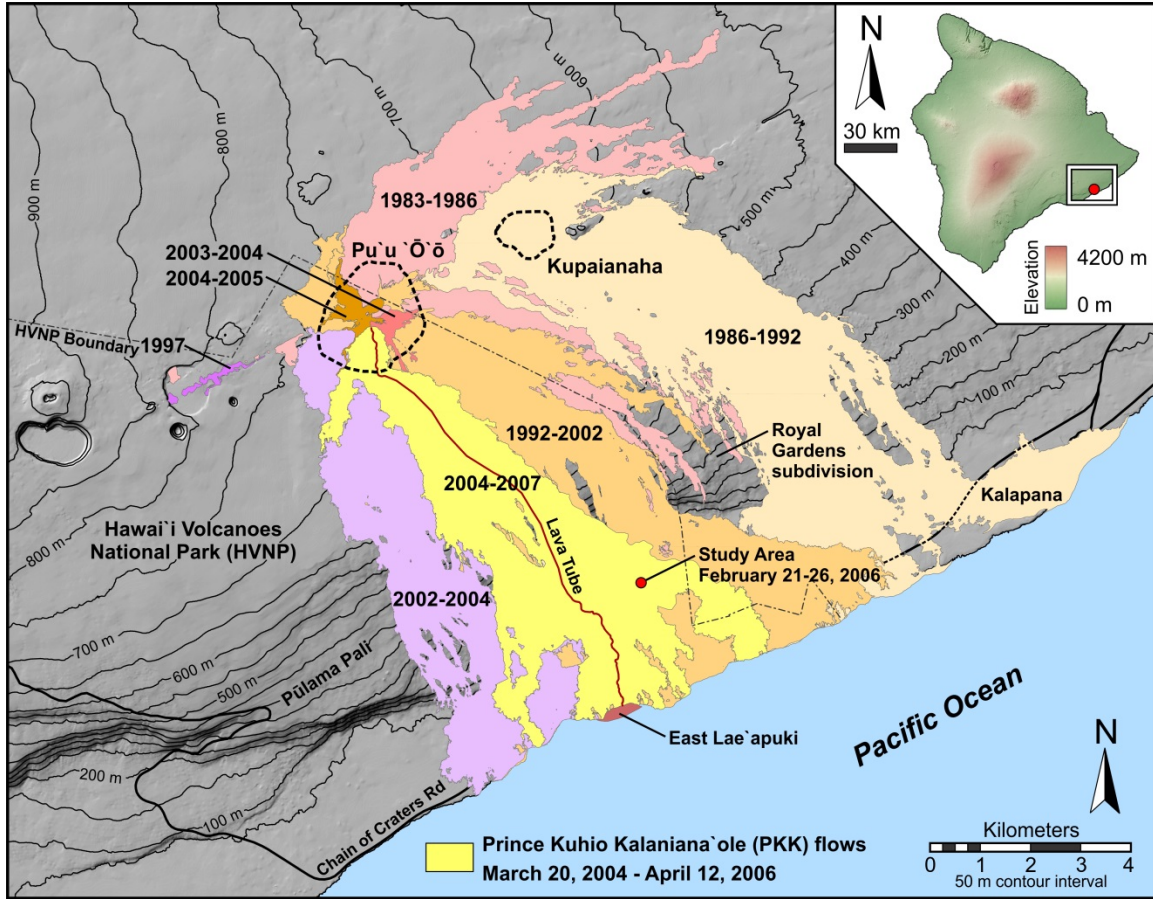 N
30 km
Elevation
4200 m
0 m
600 m
700 m
800 m
900 m
1983-1986
500 m
400 m
300 m
200 m
100 m
2003-2004
2004-2005
Pu`u `Ō`ō
Kupaianaha
HVNP Boundary
1997
1986-1992
1992-2002
Royal
Gardens
subdivision
Kalapana
2004-2007
Lava Tube
Hawai`i Volcanoes
National Park (HVNP)
Study Area
February 21-26, 2006
2002-2004
800 m
700 m
600 m
500 m
Pūlama Pali
200 m
100 m
East Lae`apuki
Pacific Ocean
Chain of Craters Rd
Prince Kuhio Kalaniana`ole (PKK) flows
March 20, 2004 - April 12, 2006
N
Kilometers
0 1 2 3 4
50 m contour interval